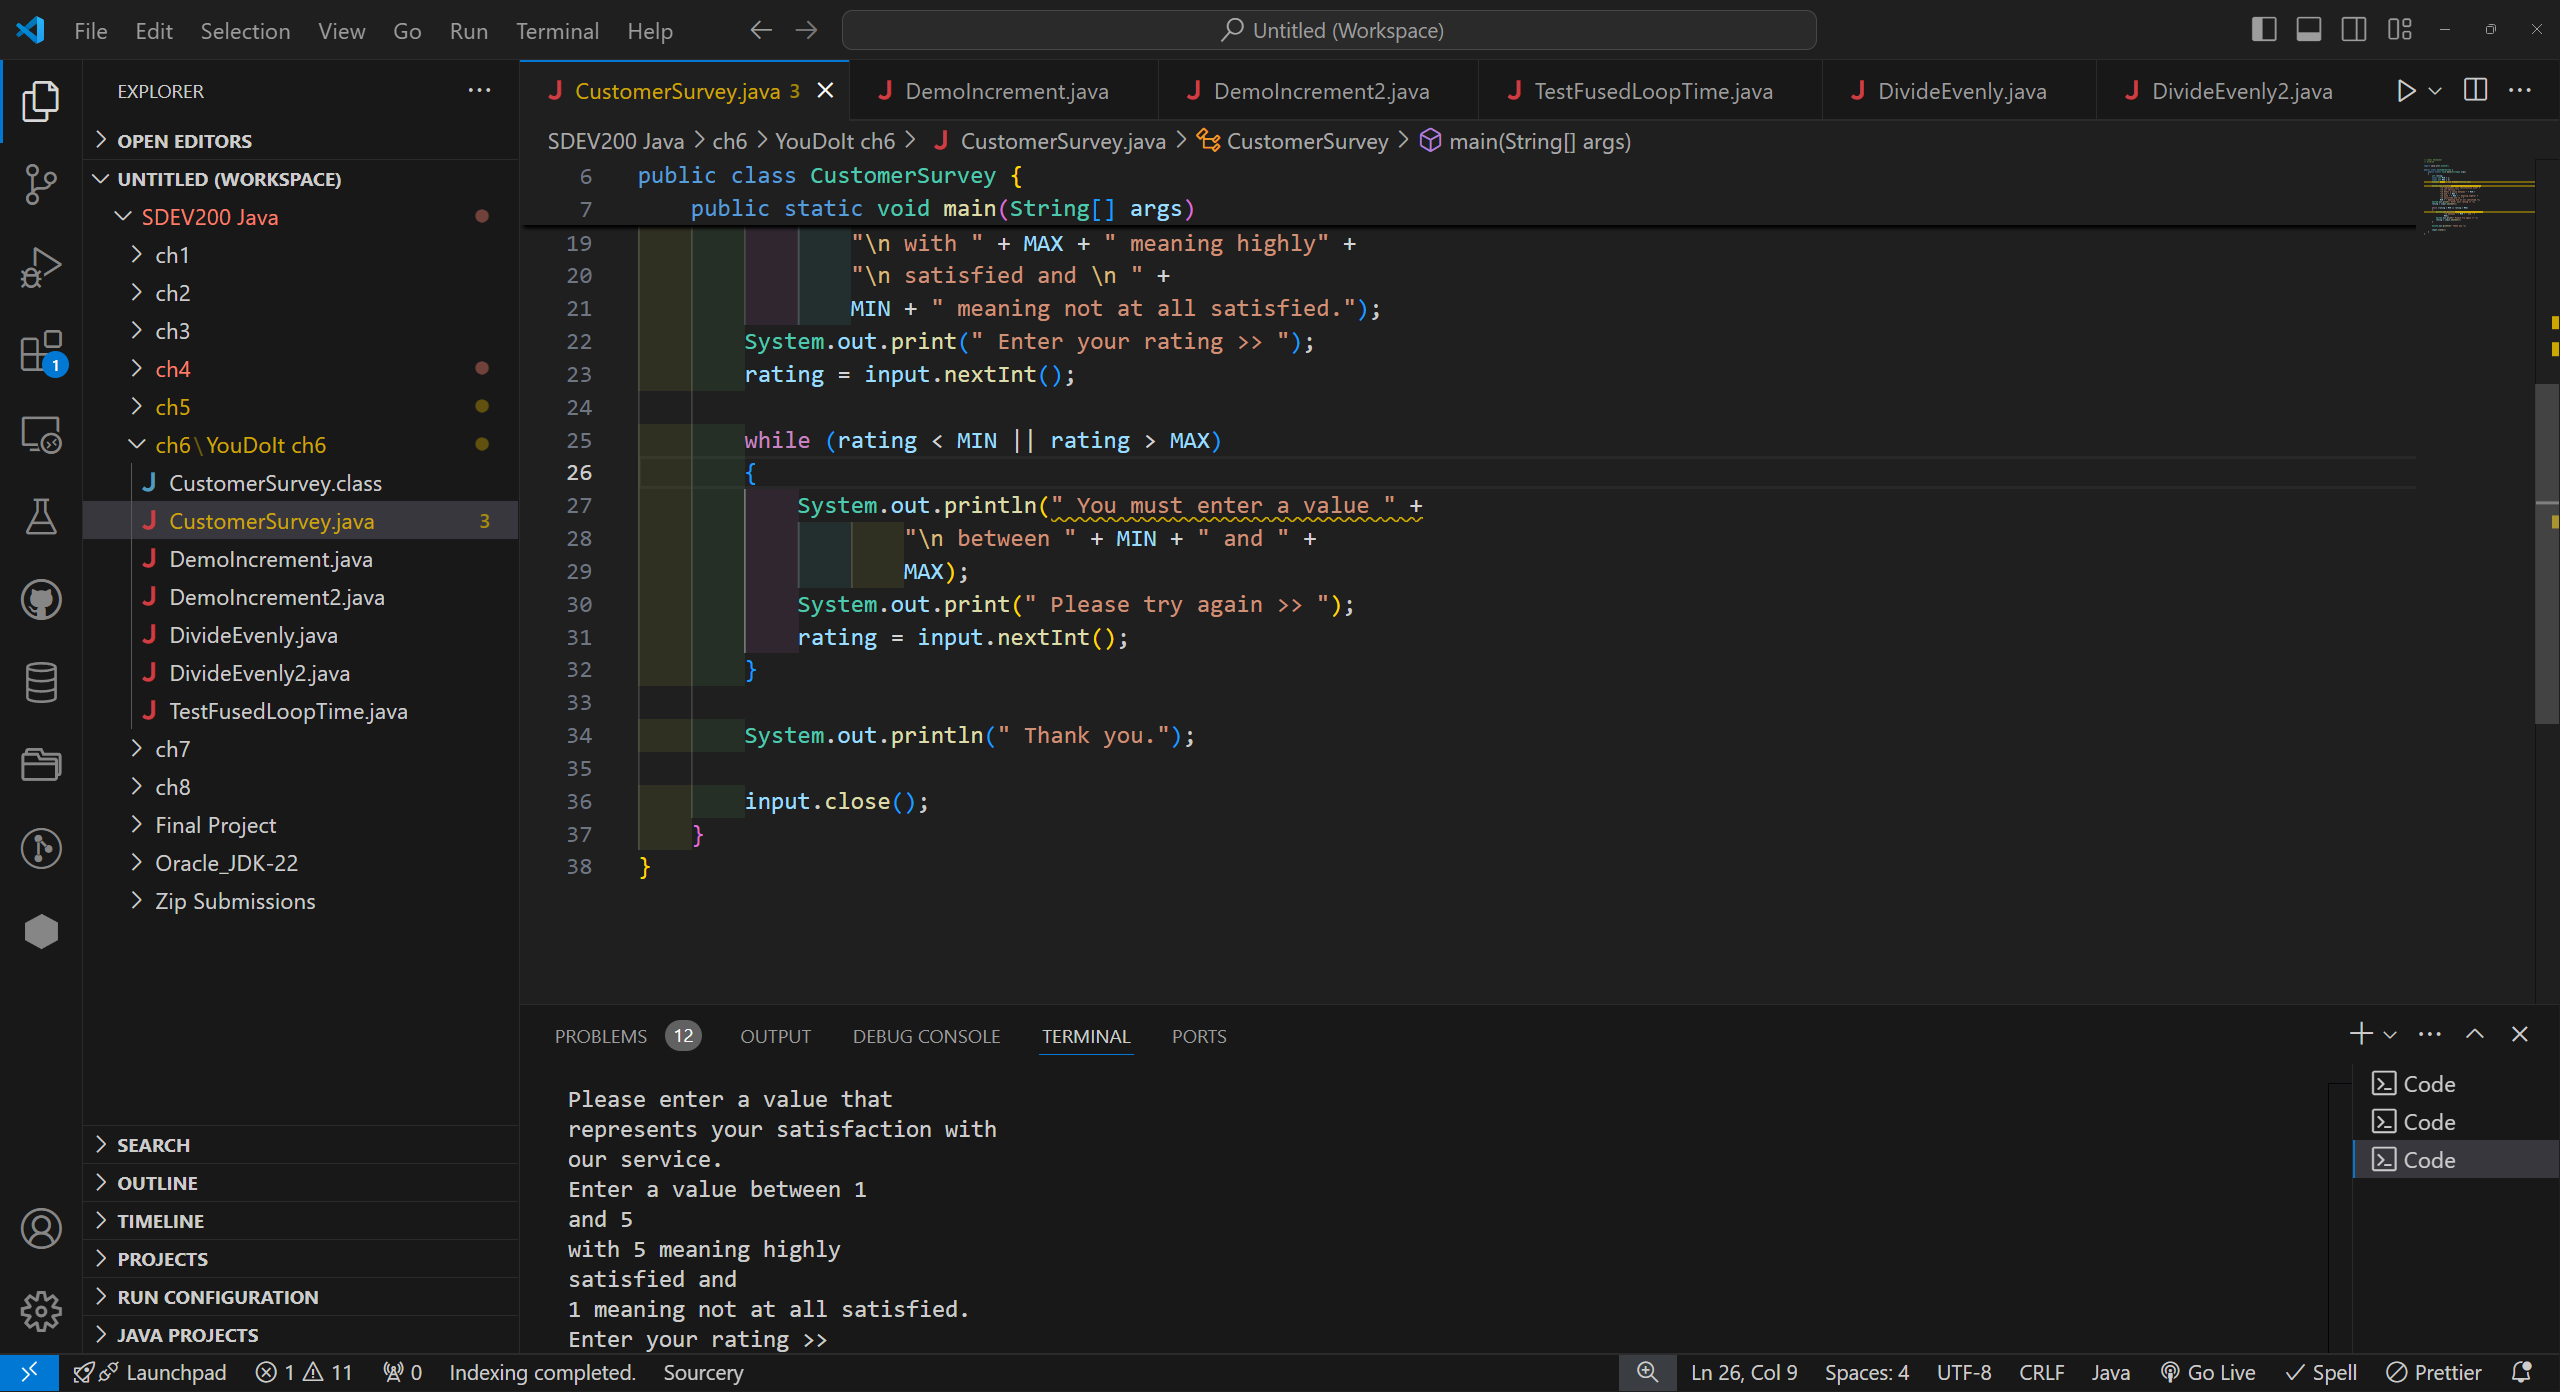 File Edit Selection View Go Run Terminal Help
Untitled (Workspace)
EXPLORER
OPEN EDITORS
UNTITLED (WORKSPACE)
SDEV200 Java
ch1
ch2
ch3
ch4
ch5
ch6\YouDoIt ch6
CustomerSurvey.class
CustomerSurvey.java 3
DemoIncrement.java
DemoIncrement2.java
DivideEvenly.java
DivideEvenly2.java
TestFusedLoopTime.java
ch7
ch8
Final Project
Oracle_JDK-22
Zip Submissions
SEARCH
OUTLINE
TIMELINE
PROJECTS
RUN CONFIGURATION
JAVA PROJECTS
1
CustomerSurvey.java 3 DemoIncrement.java DemoIncrement2.java TestFusedLoopTime.java DivideEvenly.java DivideEvenly2.java
SDEV200 Java > ch6 > YouDoIt ch6 > CustomerSurvey.java > CustomerSurvey > main(String[] args)
6 public class CustomerSurvey {
7 public static void main(String[] args)
19 "\n with " + MAX + " meaning highly" +
20 "\n satisfied and \n " +
21 MIN + " meaning not at all satisfied.");
22 System.out.print(" Enter your rating >> ");
23 rating = input.nextInt();
24
25 while (rating < MIN || rating > MAX)
26 {
27 System.out.println(" You must enter a value " +
28 "\n between " + MIN + " and " +
29 MAX);
30 System.out.print(" Please try again >> ");
31 rating = input.nextInt();
32 }
33
34 System.out.println(" Thank you.");
35
36 input.close();
37 }
38 }
PROBLEMS 12 OUTPUT DEBUG CONSOLE TERMINAL PORTS
Please enter a value that
represents your satisfaction with
our service.
Enter a value between 1
and 5
with 5 meaning highly
satisfied and
1 meaning not at all satisfied.
Enter your rating >>
Code
Code
Code
Launchpad 1 11 0 Indexing completed. Sourcery Ln 26, Col 9 Spaces: 4 UTF-8 CRLF Java Go Live Spell Prettier